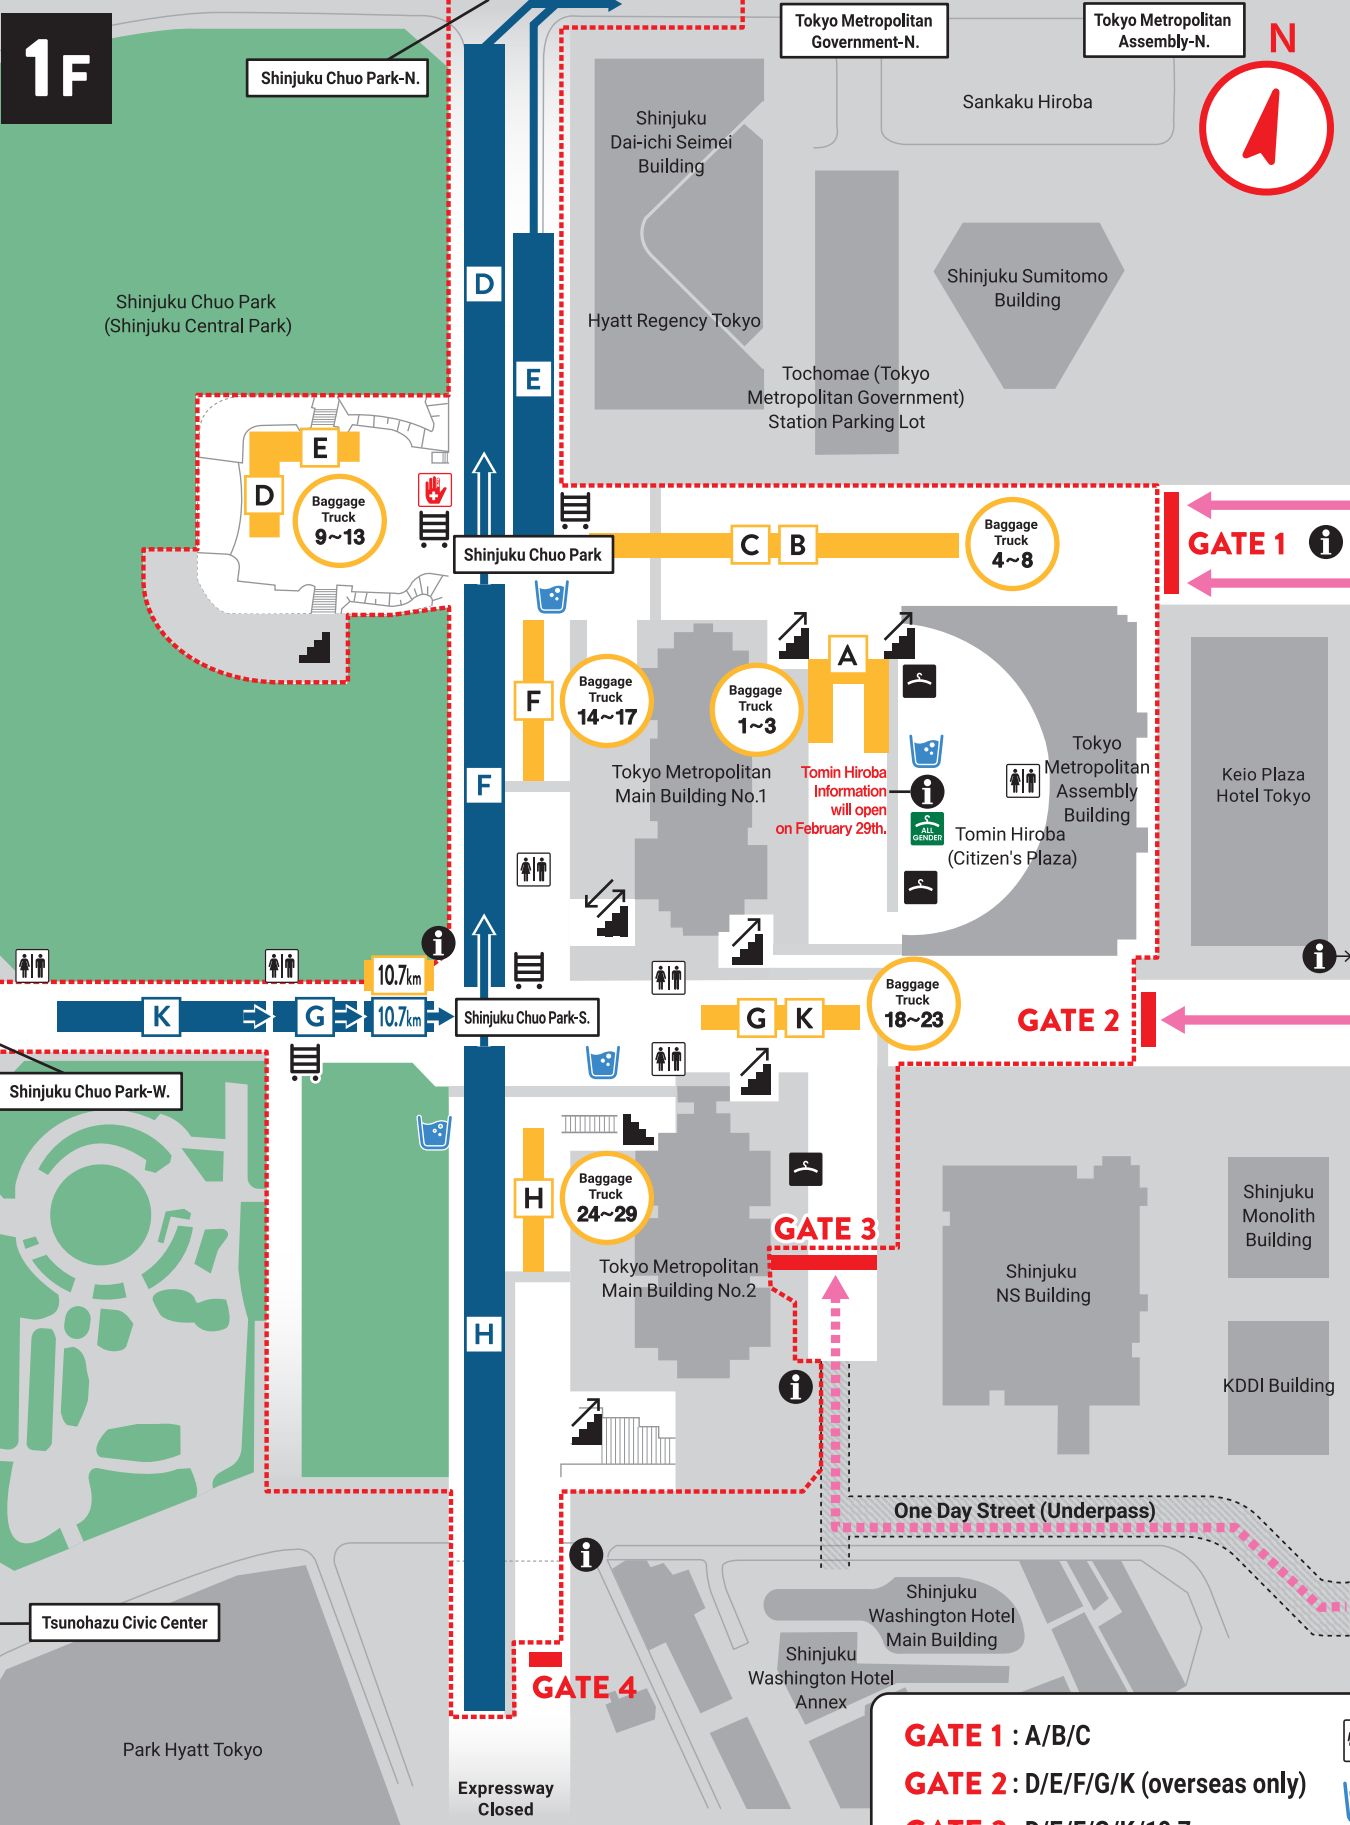 1F
Shinjuku Chuo Park-N.
Tokyo Metropolitan
Government-N.
Tokyo Metropolitan
Assembly-N.
N
Sankaku Hiroba
Shinjuku
Dai-ichi Seimei
Building
Shinjuku Chuo Park
(Shinjuku Central Park)
D
Shinjuku Sumitomo
Building
Hyatt Regency Tokyo
E
Tochomae (Tokyo
Metropolitan Government)
Station Parking Lot
E
D
Baggage
Truck
9~13
Shinjuku Chuo Park
C
B
Baggage
Truck
4~8
GATE 1
i
A
F
Baggage
Truck
14~17
Baggage
Truck
1~3
Tokyo Metropolitan
Main Building No.1
Tomin Hiroba
Information
will open
on February 29th.
i
ALL
GENDER
Tomin Hiroba
(Citizen's Plaza)
Tokyo
Metropolitan
Assembly
Building
Keio Plaza
Hotel Tokyo
F
i
i
10.7km
K
G
10.7km
Shinjuku Chuo Park-S.
G
K
Baggage
Truck
18~23
GATE 2
Shinjuku Chuo Park-W.
H
Baggage
Truck
24~29
GATE 3
Tokyo Metropolitan
Main Building No.2
Shinjuku
NS Building
Shinjuku
Monolith
Building
H
i
KDDI Building
One Day Street (Underpass)
i
Shinjuku
Washington Hotel
Main Building
Tsunohazu Civic Center
Shinjuku
Washington Hotel
Annex
GATE 4
Park Hyatt Tokyo
Expressway
Closed
GATE 1 : A/B/C
GATE 2 : D/E/F/G/K (overseas only)